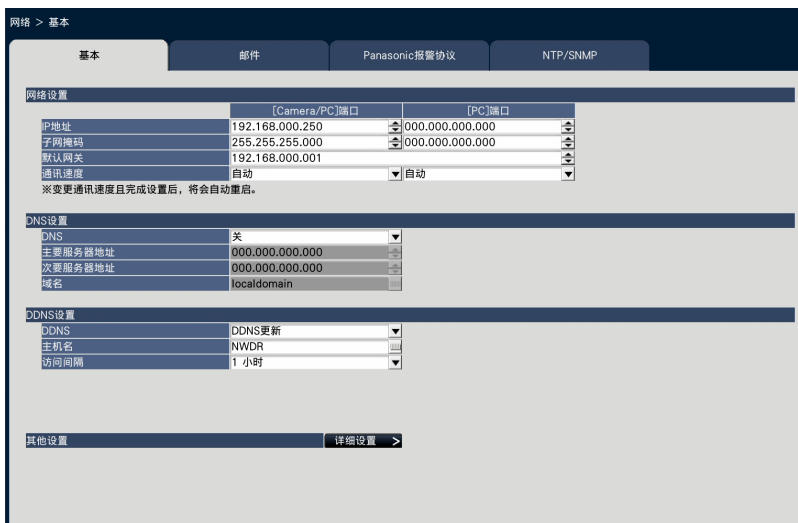 网络 > 基本
基本 邮件 Panasonic报警协议 NTP/SNMP
网络设置
[Camera/PC]端口 [PC]端口
IP地址 192.168.000.250 000.000.000.000
子网掩码 255.255.255.000 000.000.000.000
默认网关 192.168.000.001
通讯速度 自动 自动
※变更通讯速度且完成设置后，将会自动重启。
DNS设置
DNS 关
主要服务器地址 000.000.000.000
次要服务器地址 000.000.000.000
域名 localdomain
DDNS设置
DDNS DDNS更新
主机名 NWDR
访问间隔 1 小时
其他设置 详细设置 >